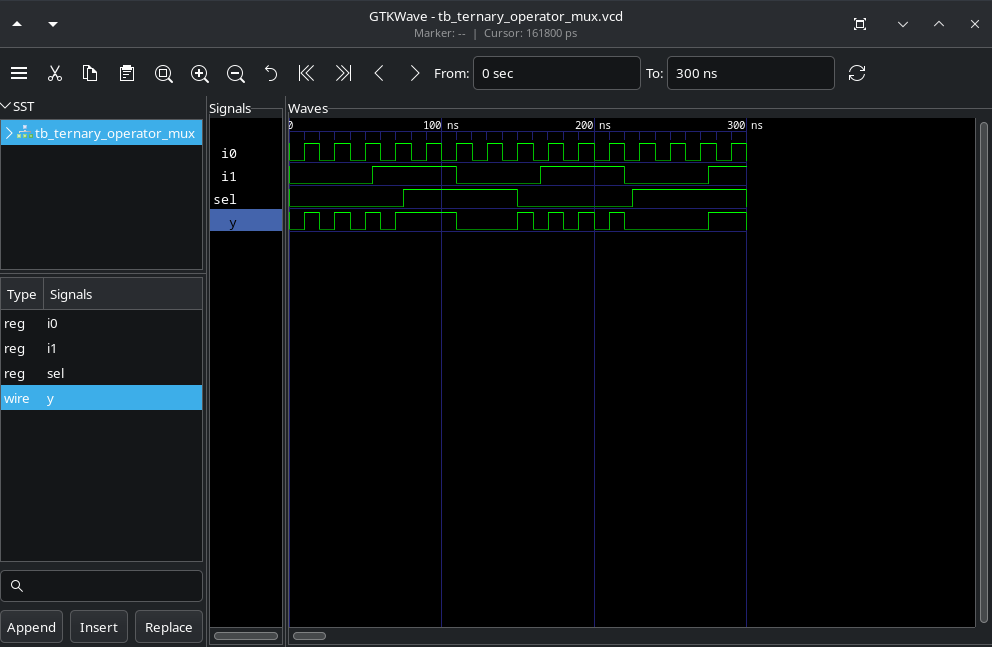 GTKWave - tb_ternary_operator_mux.vcd
Marker: -- | Cursor: 161800 ps
From: 0 sec To: 300 ns
SST
tb_ternary_operator_mux
Type Signals
reg i0
reg i1
reg sel
wire y
Append Insert Replace
Signals
i0
i1
sel
y
Waves
0 100 ns 200 ns 300 ns